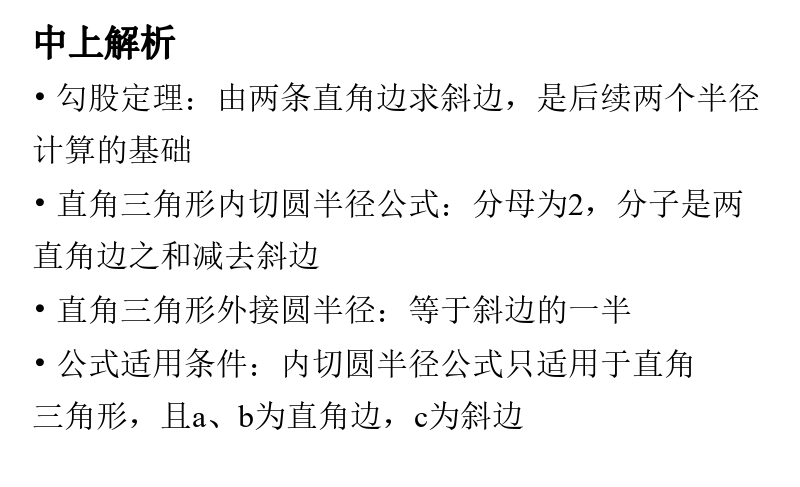 中上解析
• 勾股定理：由两条直角边求斜边，是后续两个半径
计算的基础
• 直角三角形内切圆半径公式：分母为2，分子是两
直角边之和减去斜边
• 直角三角形外接圆半径：等于斜边的一半
• 公式适用条件：内切圆半径公式只适用于直角
三角形，且a、b为直角边，c为斜边